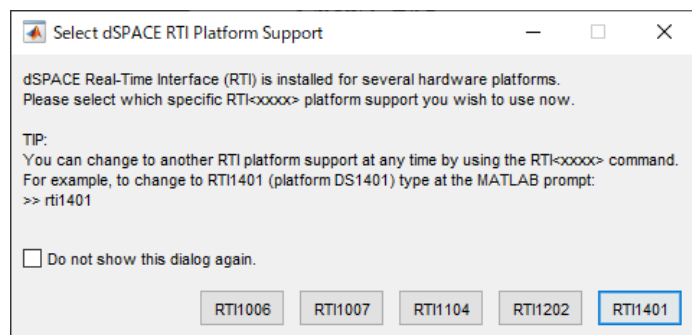 Select dSPACE RTI Platform Support
dSPACE Real-Time Interface (RTI) is installed for several hardware platforms.
Please select which specific RTI<xxxx> platform support you wish to use now.
TIP:
You can change to another RTI platform support at any time by using the RTI<xxxx> command.
For example, to change to RTI1401 (platform DS1401) type at the MATLAB prompt:
>> rti1401
Do not show this dialog again.
RTI1006 RTI1007 RTI1104 RTI1202 RTI1401